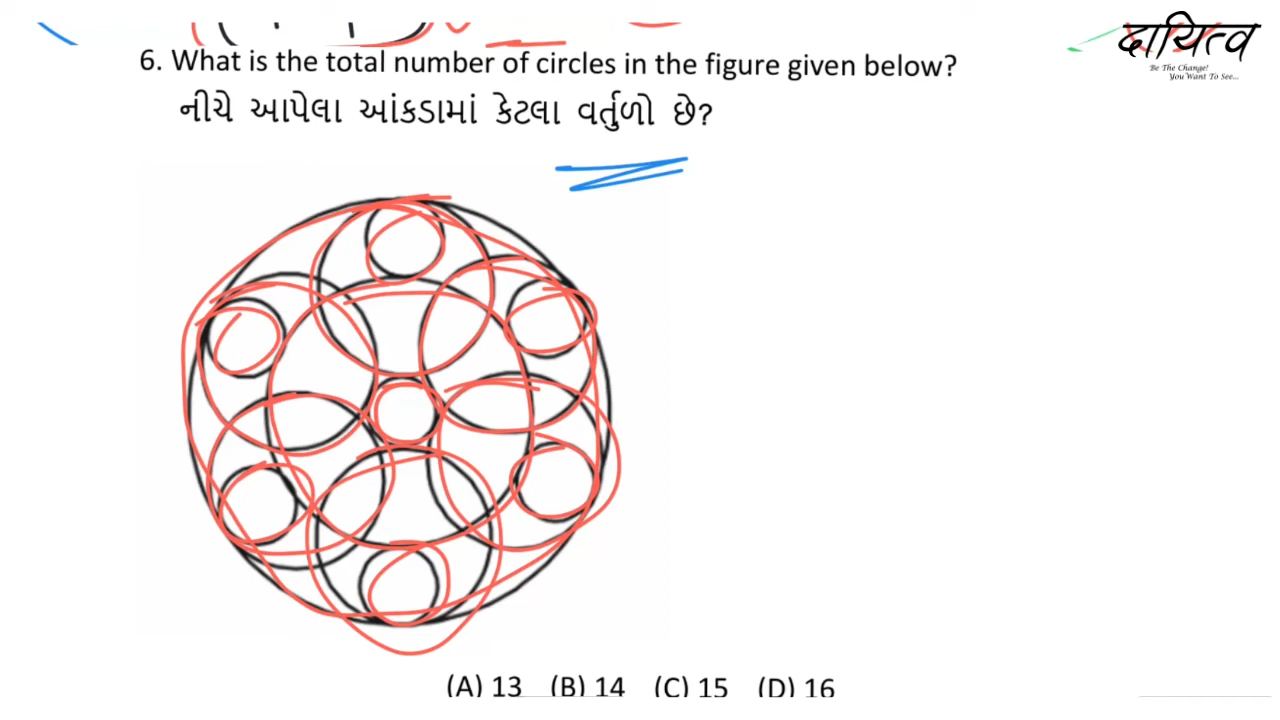 दायित्व
Be The Change!
You Want To See...
6. What is the total number of circles in the figure given below?
નીચે આપેલા આંકડામાં કેટલા વર્તુળો છે?
(A) 13 (B) 14 (C) 15 (D) 16